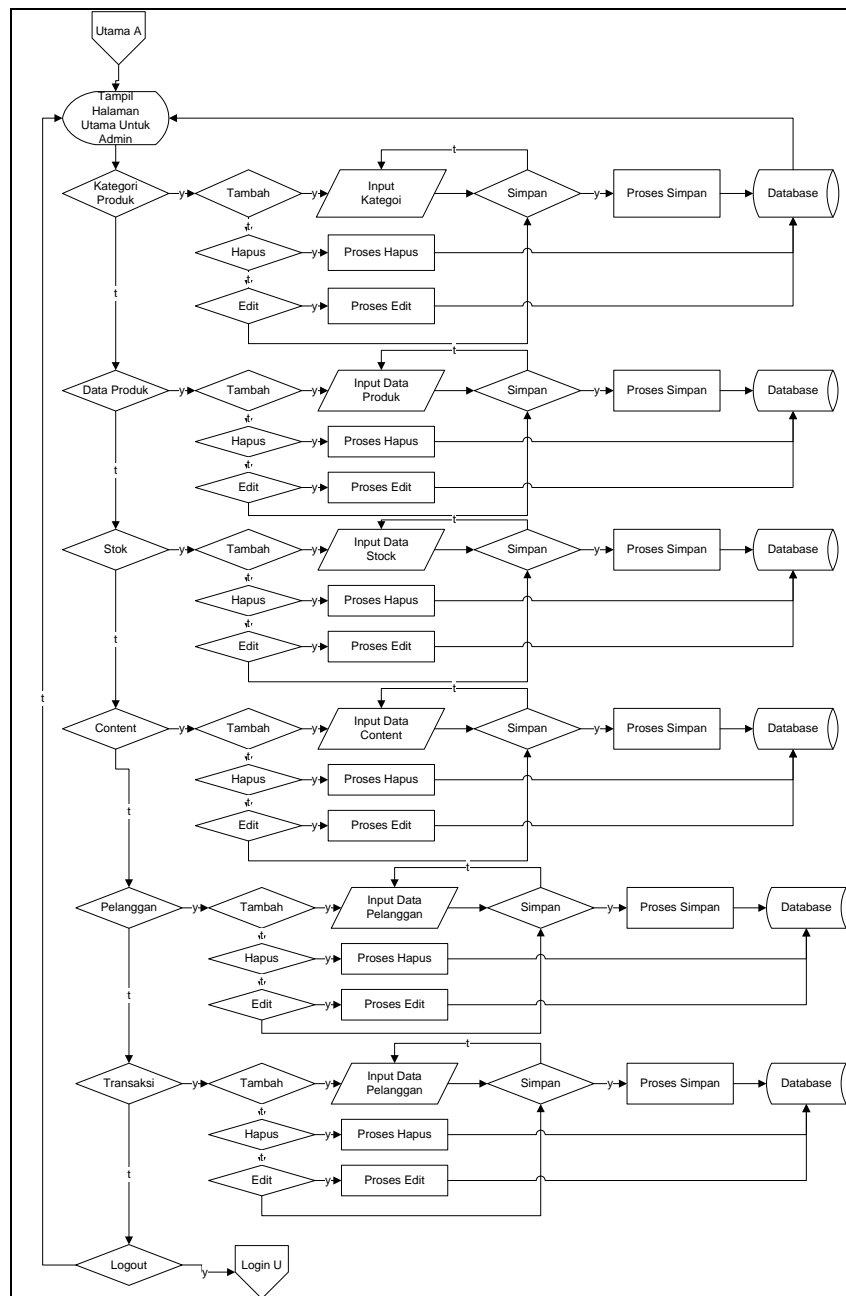 Utama A
Tampil
Halaman
Utama Untuk
Admin
t
Kategori
Produk
y
Tambah
y
Input
Kategoi
Simpan
y
Proses Simpan
Database
t
Hapus
y
Proses Hapus
t
Edit
y
Proses Edit
t
t
Data Produk
y
Tambah
y
Input Data
Produk
Simpan
y
Proses Simpan
Database
t
Hapus
y
Proses Hapus
t
Edit
y
Proses Edit
t
t
Stok
y
Tambah
y
Input Data
Stock
Simpan
y
Proses Simpan
Database
t
Hapus
y
Proses Hapus
t
Edit
y
Proses Edit
t
t
t
Content
y
Tambah
y
Input Data
Content
Simpan
y
Proses Simpan
Database
t
Hapus
y
Proses Hapus
t
Edit
y
Proses Edit
t
t
Pelanggan
y
Tambah
y
Input Data
Pelanggan
Simpan
y
Proses Simpan
Database
t
Hapus
y
Proses Hapus
t
Edit
y
Proses Edit
t
t
Transaksi
y
Tambah
y
Input Data
Pelanggan
Simpan
y
Proses Simpan
Database
t
Hapus
y
Proses Hapus
t
Edit
y
Proses Edit
t
Logout
y
Login U